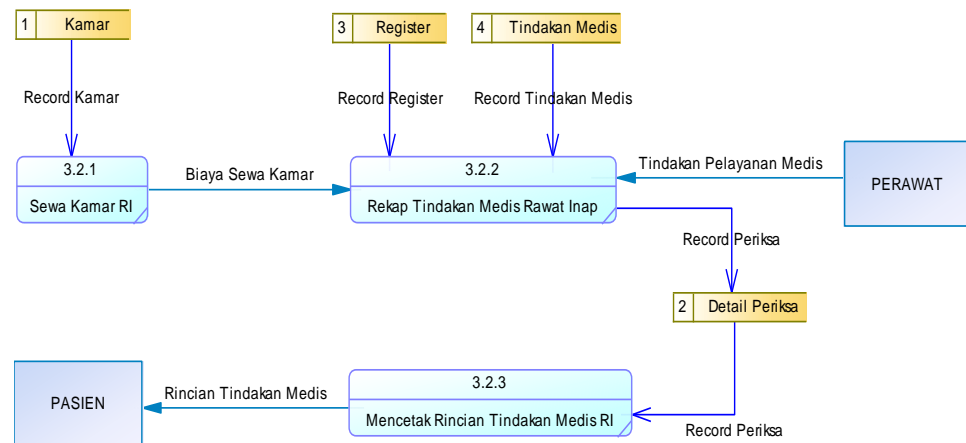 1 Kamar
3 Register
4 Tindakan Medis
Record Kamar
Record Register
Record Tindakan Medis
3.2.1
Sewa Kamar RI
Biaya Sewa Kamar
3.2.2
Rekap Tindakan Medis Rawat Inap
Tindakan Pelayanan Medis
PERAWAT
Record Periksa
2 Detail Periksa
PASIEN
Rincian Tindakan Medis
3.2.3
Mencetak Rincian Tindakan Medis RI
Record Periksa